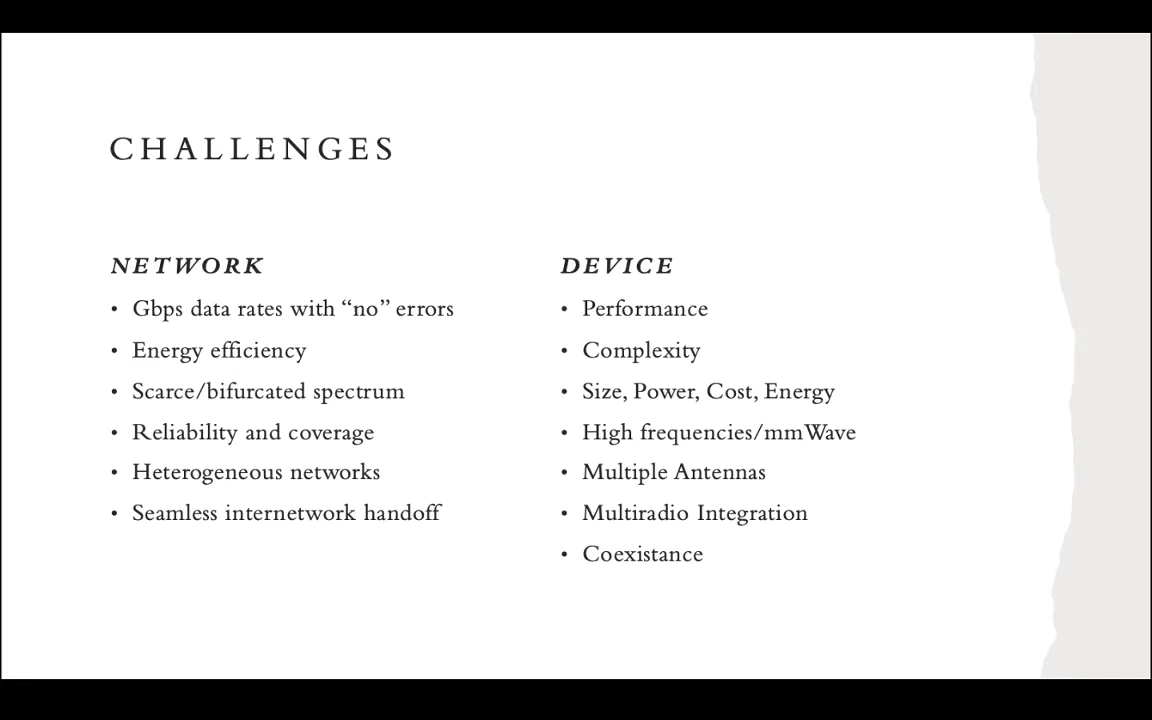 CHALLENGES
NETWORK
• Gbps data rates with “no” errors
• Energy efficiency
• Scarce/bifurcated spectrum
• Reliability and coverage
• Heterogeneous networks
• Seamless internetwork handoff
DEVICE
• Performance
• Complexity
• Size, Power, Cost, Energy
• High frequencies/mmWave
• Multiple Antennas
• Multiradio Integration
• Coexistance